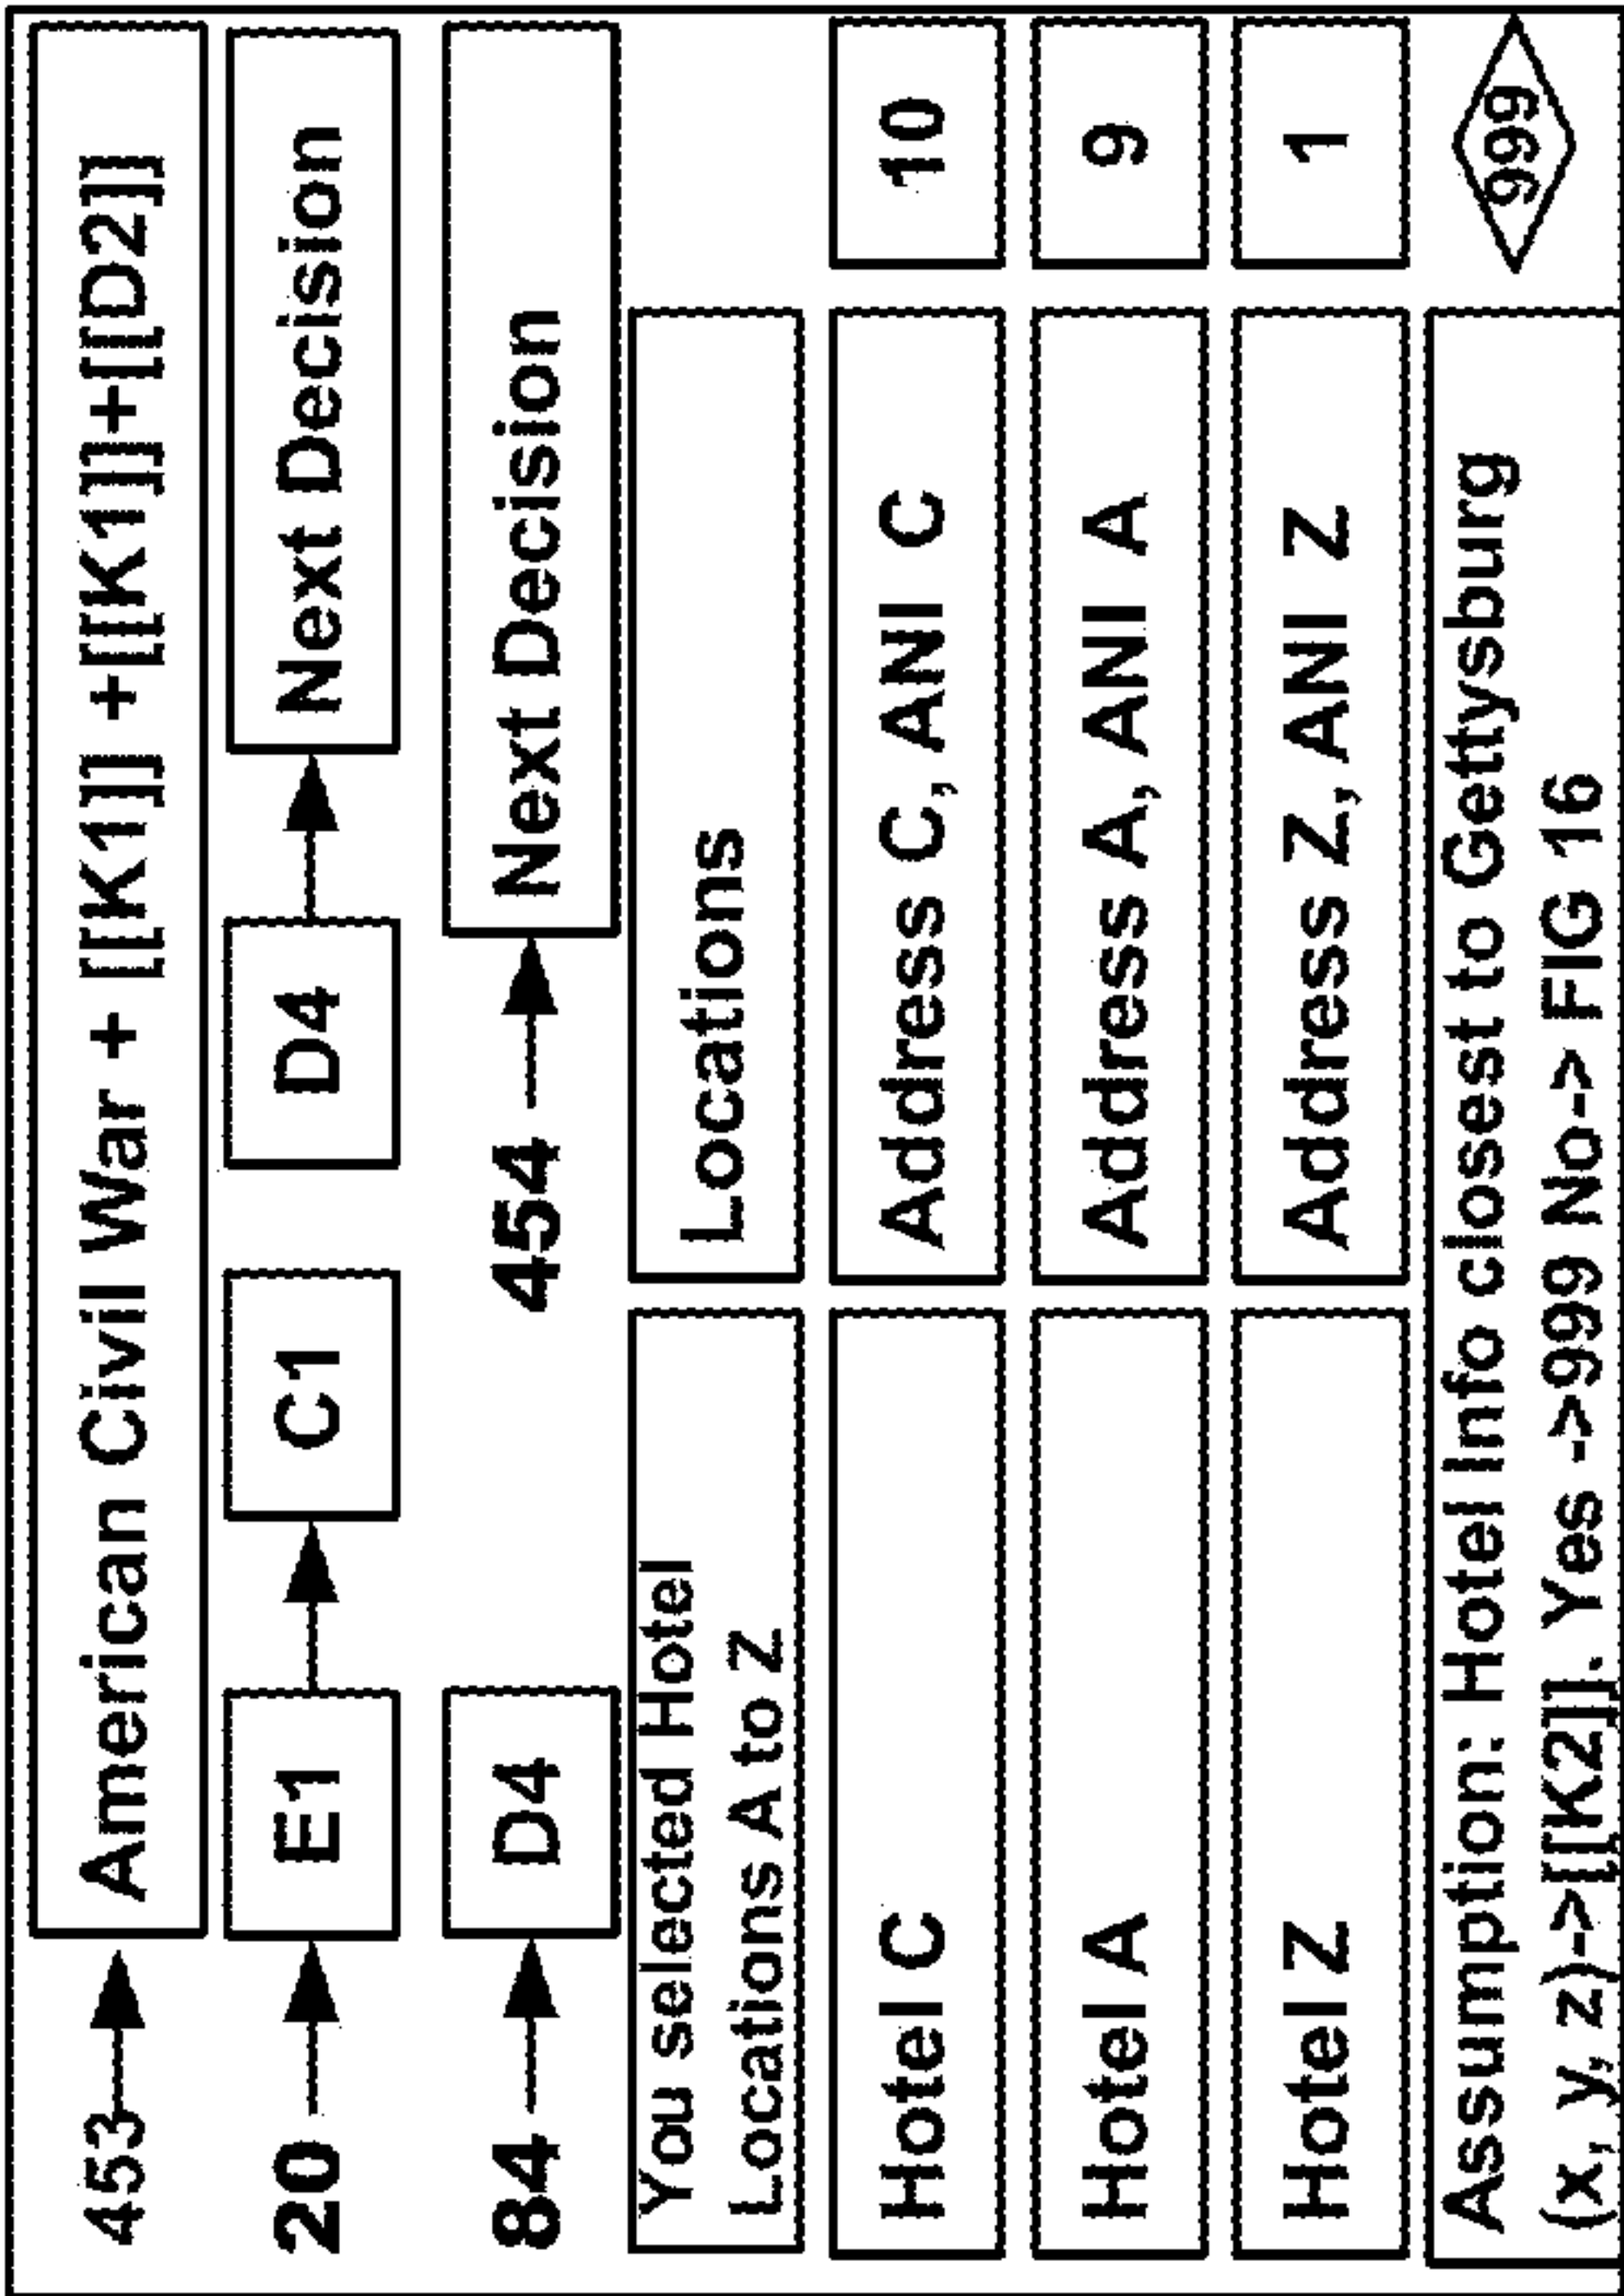 453 American Civil War + [[K1]] +[[K1]]+[[D2]]
20 E1 C1 D4 Next Decision
84 D4 454 Next Decision
You selected Hotel
Locations A to Z
Locations
Hotel C Address C, ANI C 10
Hotel A Address A, ANI A 9
Hotel Z Address Z, ANI Z 1
Assumption: Hotel Info closest to Gettysburg
(x, y, z)->[[K2]]. Yes ->999 No-> FIG 16
999